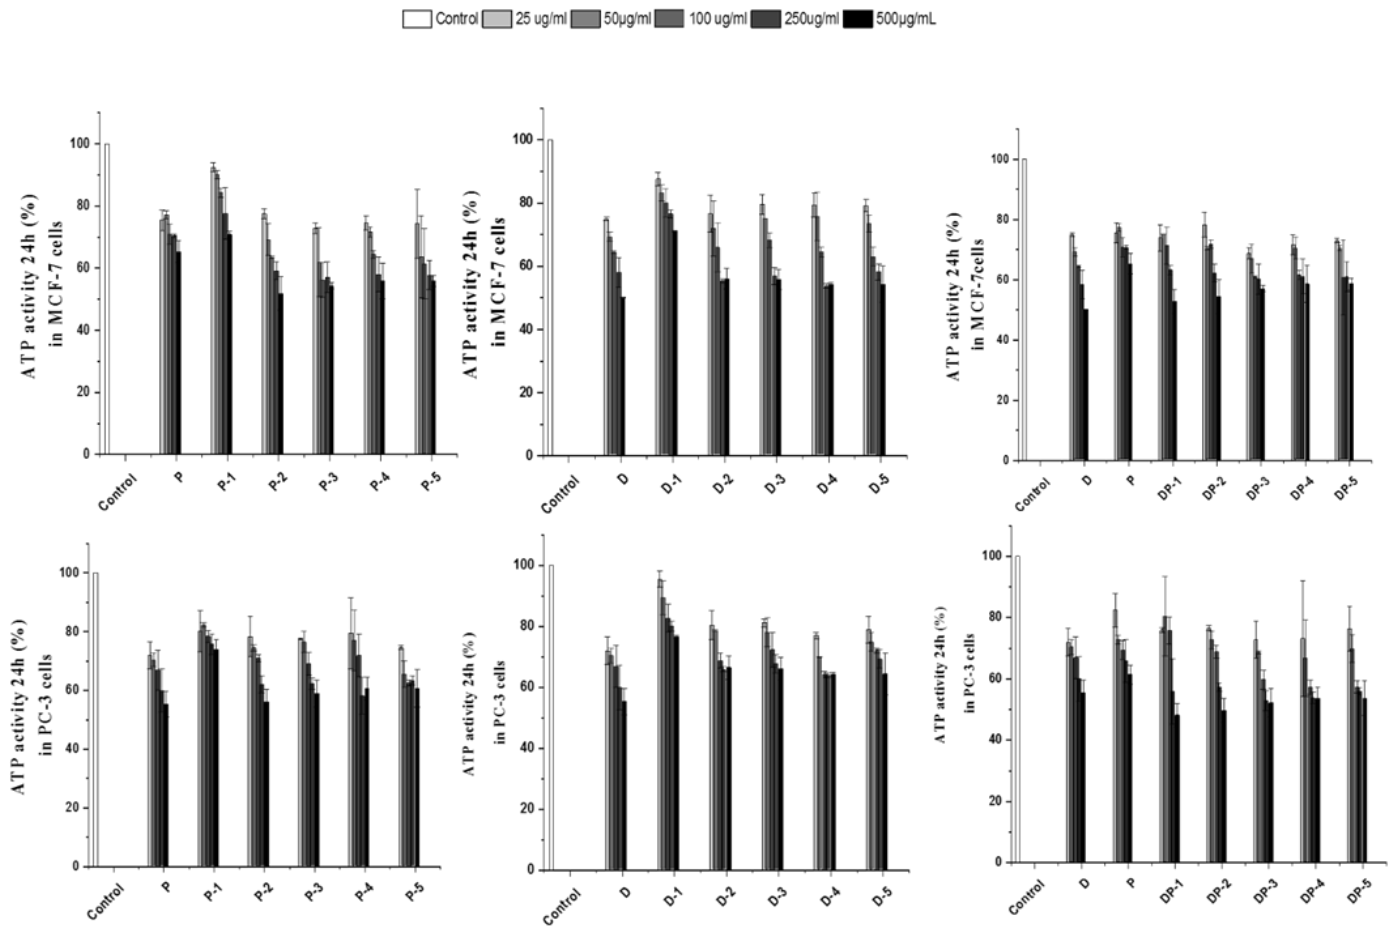 Control 25 ug/ml 50µg/ml 100 ug/ml 250ug/ml 500µg/mL
ATP activity 24h (%)
in MCF-7 cells
100
80
60
40
20
0
Control P P-1 P-2 P-3 P-4 P-5
ATP activity 24h (%)
in MCF-7 cells
100
80
60
40
20
0
Control D D-1 D-2 D-3 D-4 D-5
ATP activity 24h (%)
in MCF-7cells
100
80
60
40
20
0
Control D P DP-1 DP-2 DP-3 DP-4 DP-5
ATP activity 24h (%)
in PC-3 cells
100
80
60
40
20
0
Control P P-1 P-2 P-3 P-4 P-5
ATP activity 24h (%)
in PC-3 cells
100
80
60
40
20
0
Control D D-1 D-2 D-3 D-4 D-5
ATP activity 24h (%)
in PC-3 cells
100
80
60
40
20
0
Control D P DP-1 DP-2 DP-3 DP-4 DP-5